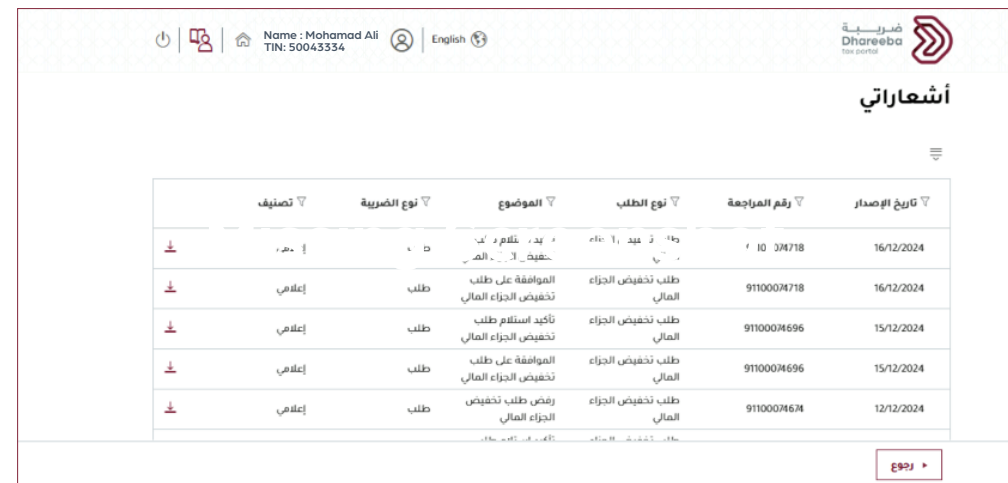 Name : Mohamad Ali
TIN: 50043334
English
ضريبة
Dhareeba
tax portal
أشعاراتي
تاريخ الإصدار رقم المراجعة نوع الطلب الموضوع نوع الضريبة تصنيف
16/12/2024 074718
16/12/2024 91100074718 طلب تخفيض الجزاء الموافقة على طلب طلب إعلامي
المالي تخفيض الجزاء المالي
15/12/2024 91100074696 طلب تخفيض الجزاء تأكيد استلام طلب طلب إعلامي
المالي تخفيض الجزاء المالي
15/12/2024 91100074696 طلب تخفيض الجزاء الموافقة على طلب طلب إعلامي
المالي تخفيض الجزاء المالي
12/12/2024 91100074674 طلب تخفيض الجزاء رفض طلب تخفيض طلب إعلامي
المالي الجزاء المالي
رجوع